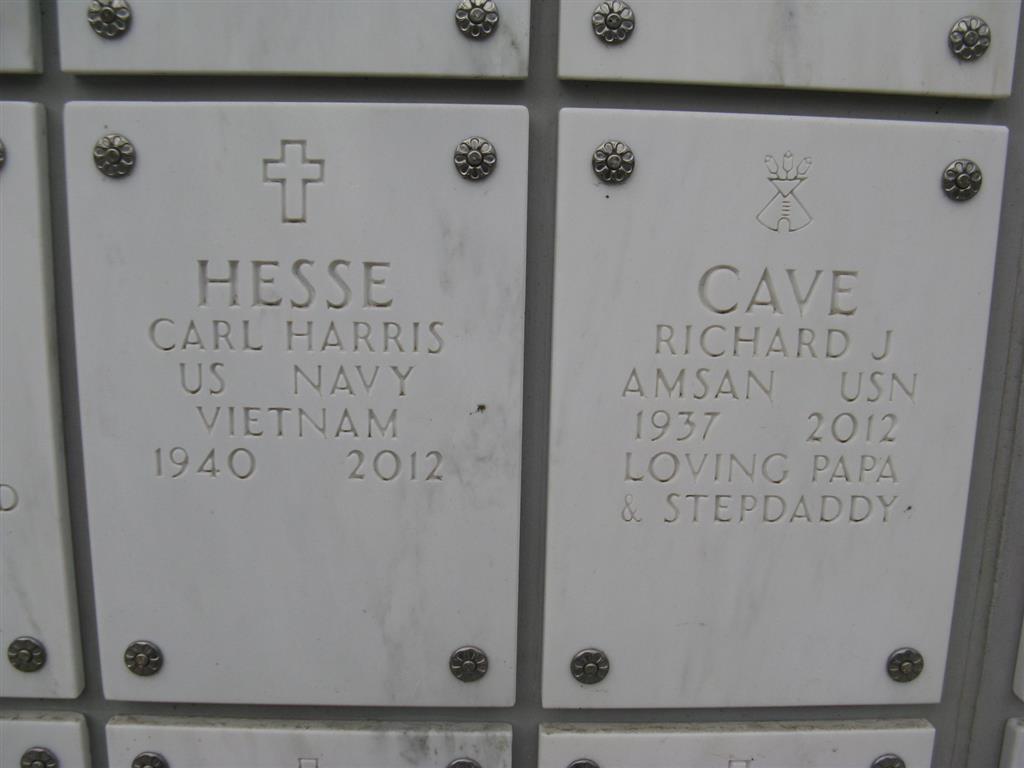 HESSE
CARL HARRIS
US NAVY
VIETNAM
1940 2012
CAVE
RICHARD J
AMSAN USN
1937 2012
LOVING PAPA
& STEPDADDY
D